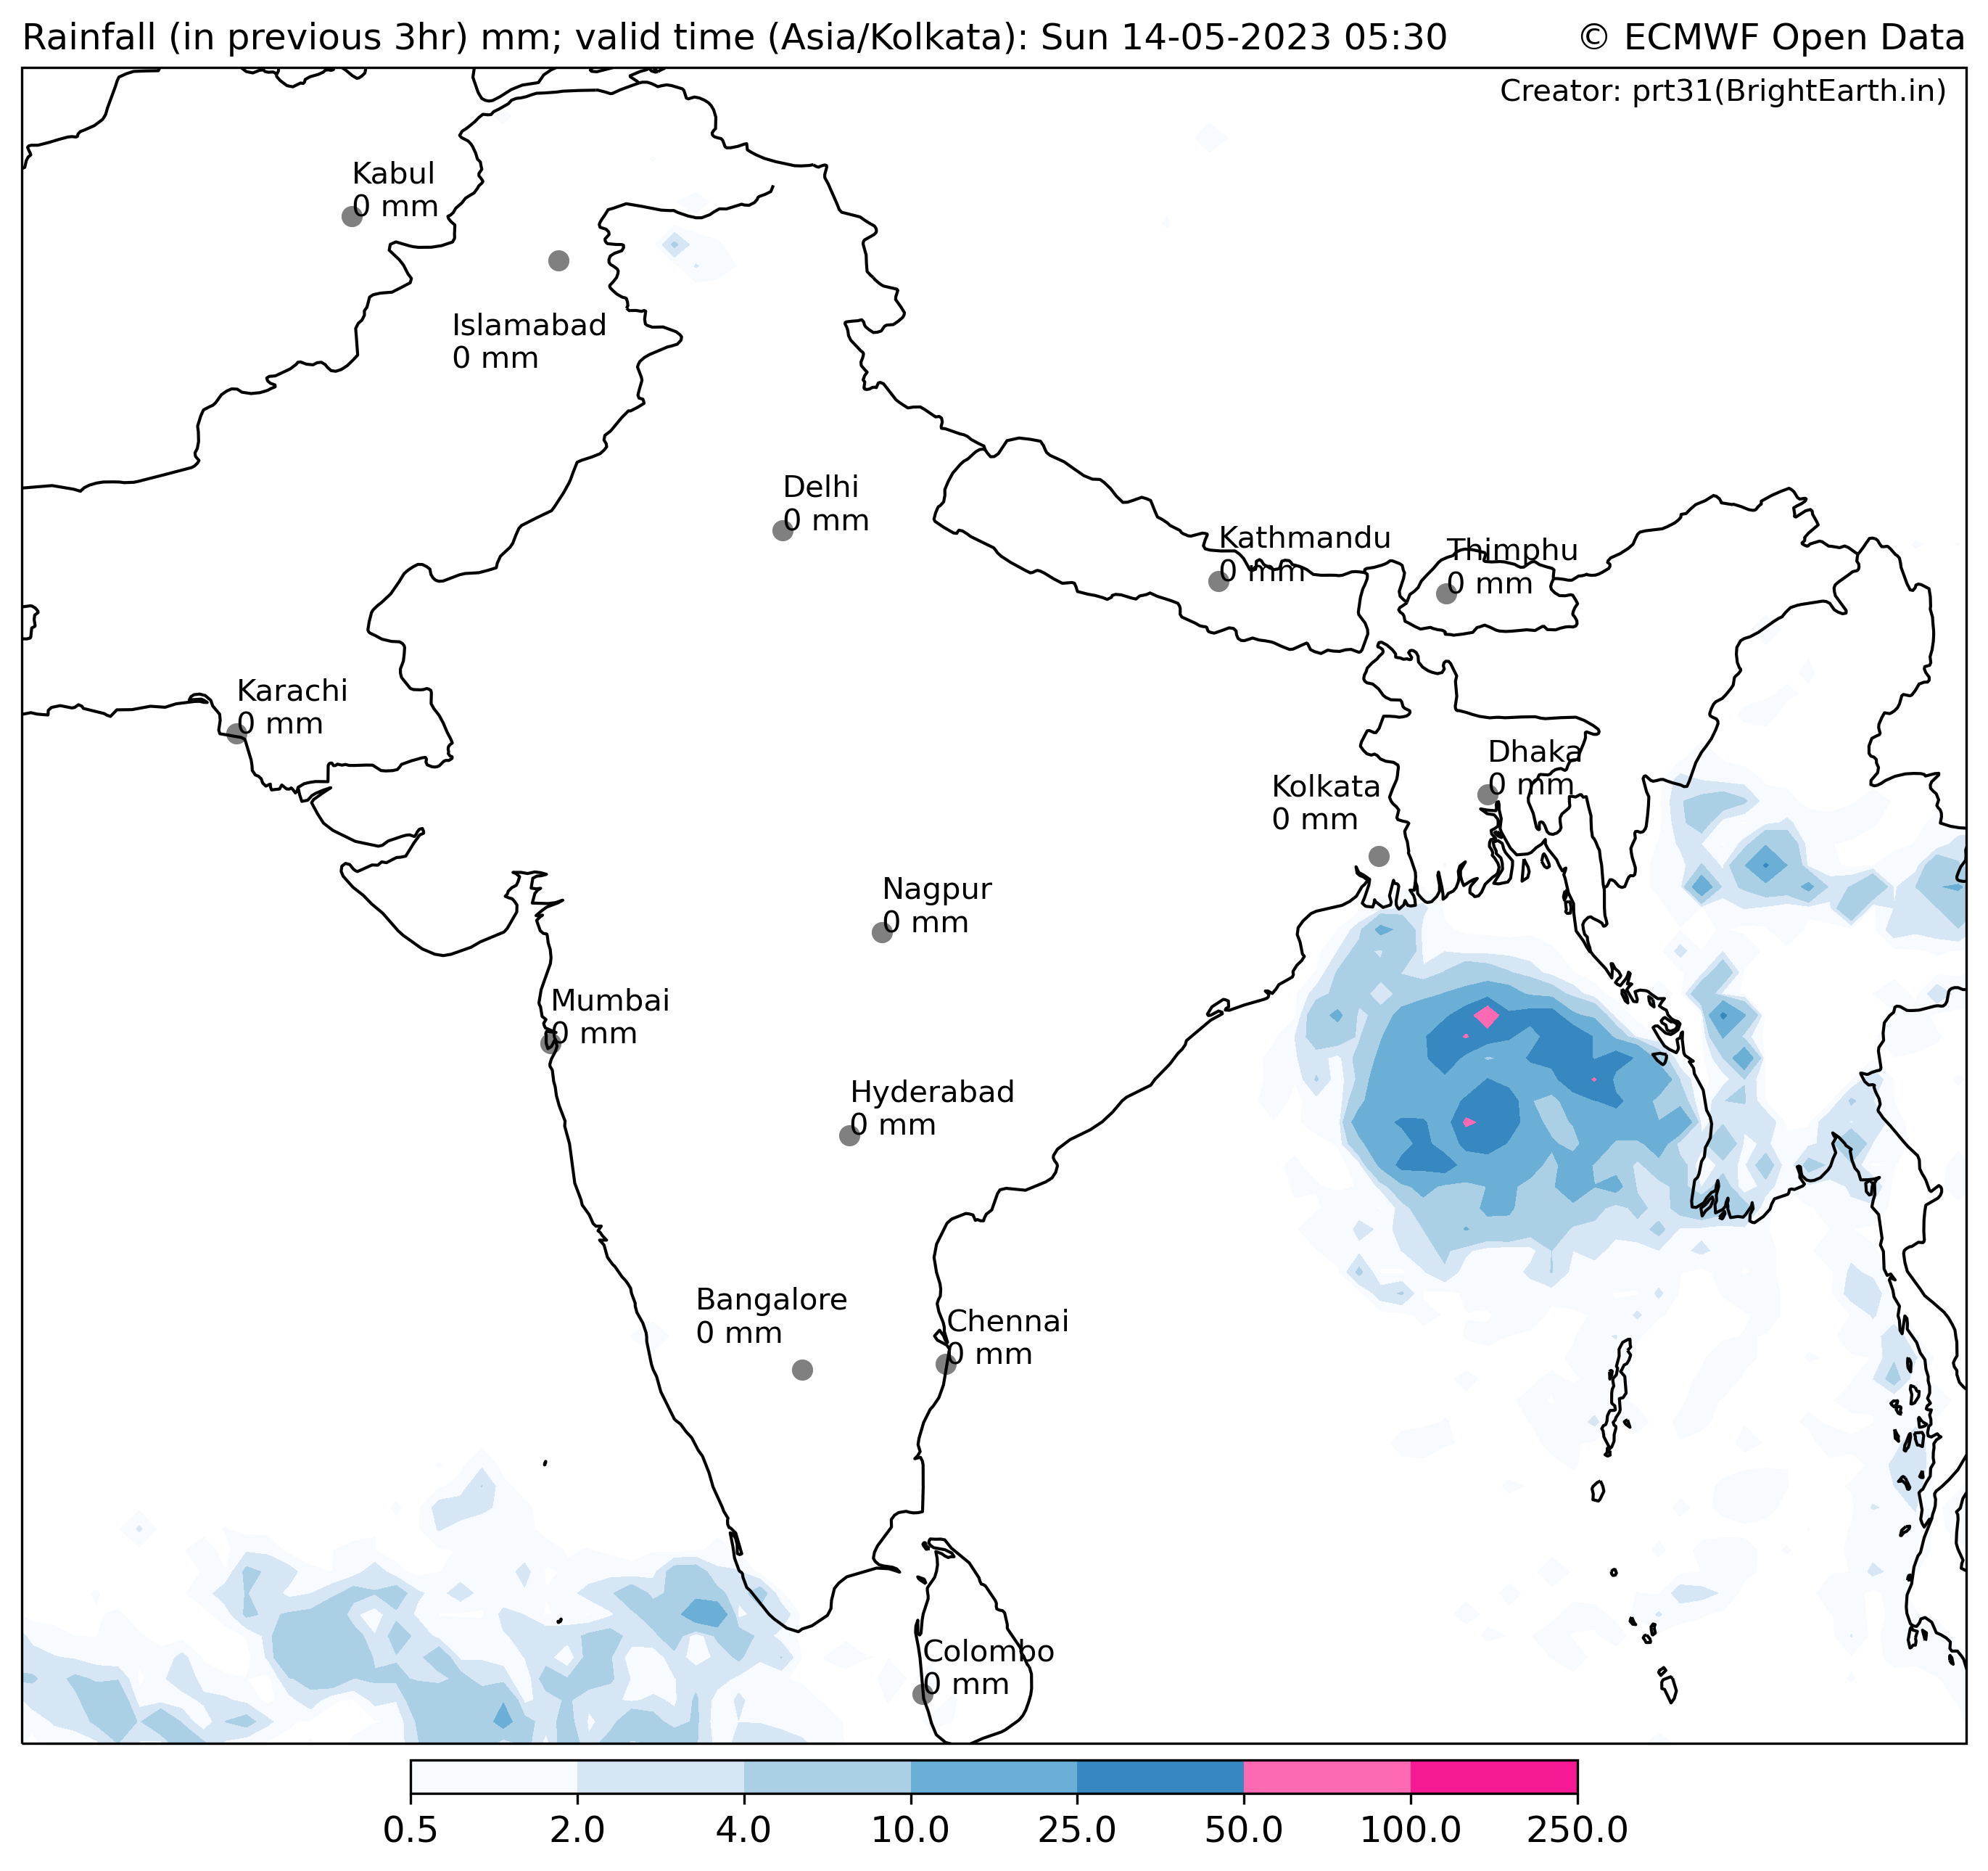 Rainfall (in previous 3hr) mm; valid time (Asia/Kolkata): Sun 14-05-2023 05:30
© ECMWF Open Data
Creator: prt31(BrightEarth.in)
Kabul
0 mm
Islamabad
0 mm
Delhi
0 mm
Kathmandu
0 mm
Thimphu
0 mm
Karachi
0 mm
Dhaka
0 mm
Kolkata
0 mm
Nagpur
0 mm
Mumbai
0 mm
Hyderabad
0 mm
Bangalore
0 mm
Chennai
0 mm
Colombo
0 mm
0.5 2.0 4.0 10.0 25.0 50.0 100.0 250.0